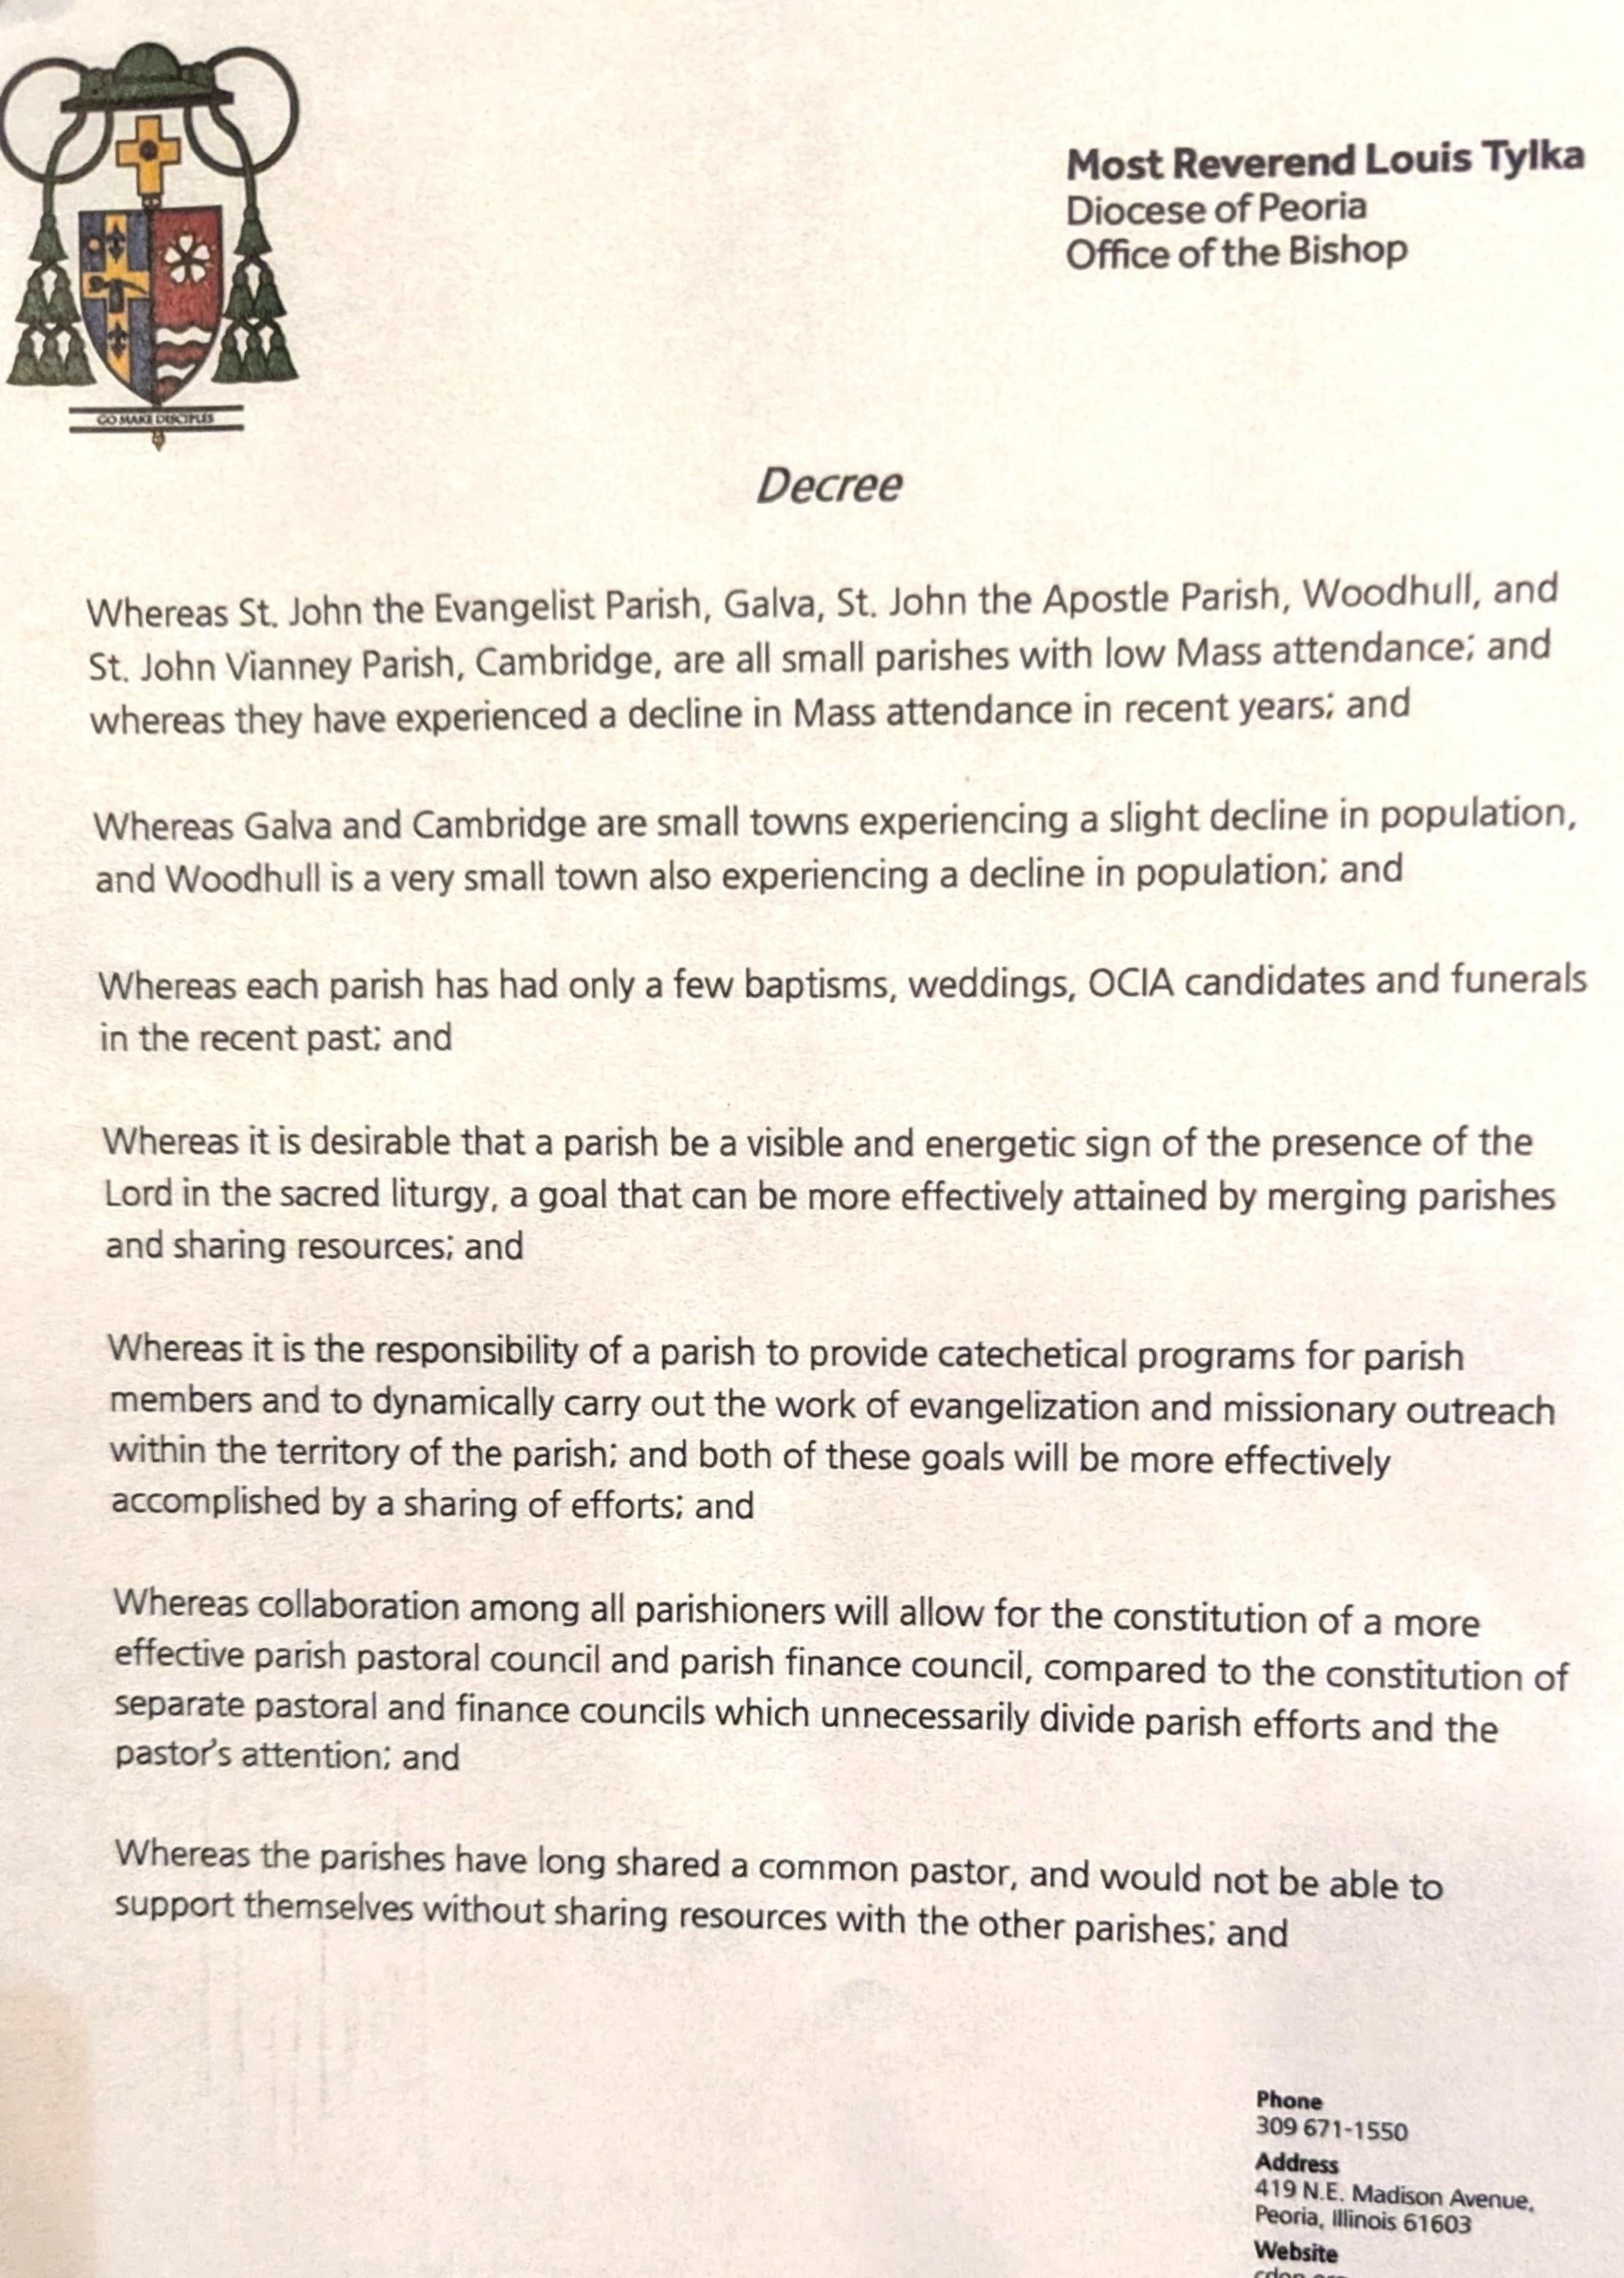 GO MAKE DISCIPLES
Most Reverend Louis Tylka
Diocese of Peoria
Office of the Bishop
Decree
Whereas St. John the Evangelist Parish, Galva, St. John the Apostle Parish, Woodhull, and
St. John Vianney Parish, Cambridge, are all small parishes with low Mass attendance; and
whereas they have experienced a decline in Mass attendance in recent years; and
Whereas Galva and Cambridge are small towns experiencing a slight decline in population,
and Woodhull is a very small town also experiencing a decline in population; and
Whereas each parish has had only a few baptisms, weddings, OCIA candidates and funerals
in the recent past; and
Whereas it is desirable that a parish be a visible and energetic sign of the presence of the
Lord in the sacred liturgy, a goal that can be more effectively attained by merging parishes
and sharing resources; and
Whereas it is the responsibility of a parish to provide catechetical programs for parish
members and to dynamically carry out the work of evangelization and missionary outreach
within the territory of the parish; and both of these goals will be more effectively
accomplished by a sharing of efforts; and
Whereas collaboration among all parishioners will allow for the constitution of a more
effective parish pastoral council and parish finance council, compared to the constitution of
separate pastoral and finance councils which unnecessarily divide parish efforts and the
pastor's attention; and
Whereas the parishes have long shared a common pastor, and would not be able to
support themselves without sharing resources with the other parishes; and
Phone
309 671-1550
Address
419 N.E. Madison Avenue,
Peoria, Illinois 61603
Website